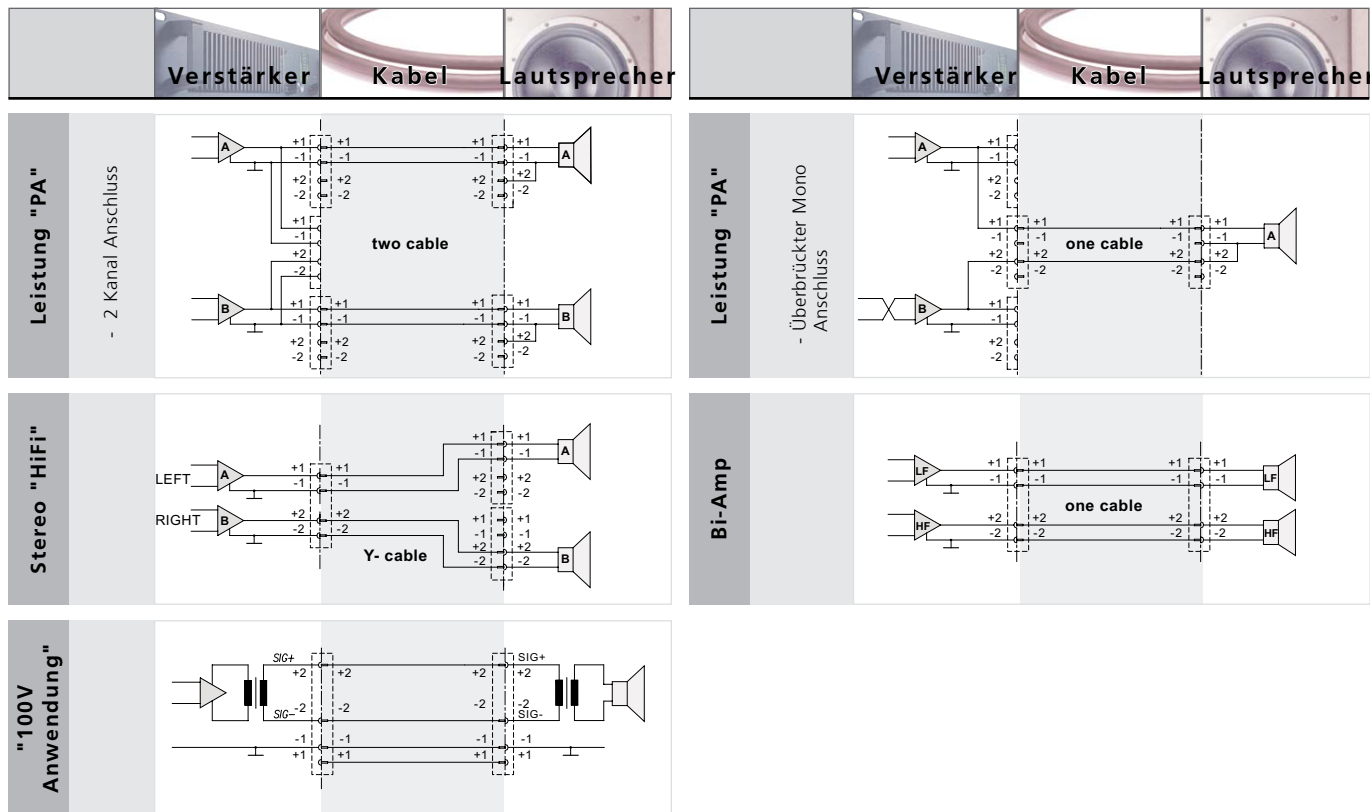 Verstärker Kabel Lautsprecher
Leistung "PA"
- 2 Kanal Anschluss
A
+1 +1 +1 +1
-1 -1 -1 -1
A
+2 +2 +2 +2
-2 -2 -2 -2
+1
-1
+2
-2
two cable
B
+1 +1 +1 +1
-1 -1 -1 -1
B
+2 +2 +2 +2
-2 -2 -2 -2
Stereo "HiFi"
LEFT
A
+1 +1
-1 -1
RIGHT
B
+2 +2
-2 -2
Y- cable
+1 +1
-1 -1
A
+2 +2
-2 -2
+1 +1
-1 -1
+2 +2
-2 -2
B
"100V
Anwendung"
SIG+ SIG+
+2 +2 +2 +2
-2 -2 -2 -2
SIG– SIG-
-1 -1 -1 -1
+1 +1 +1 +1
Verstärker Kabel Lautsprecher
Leistung "PA"
- Überbrückter Mono
Anschluss
A
+1
-1
+2
-2
+1 +1 +1 +1
-1 -1 -1 -1
+2 +2 +2 +2
-2 -2 -2 -2
one cable
A
B
+1
-1
+2
-2
Bi-Amp
LF
+1 +1 +1 +1
-1 -1 -1 -1
LF
one cable
HF
+2 +2 +2 +2
-2 -2 -2 -2
HF